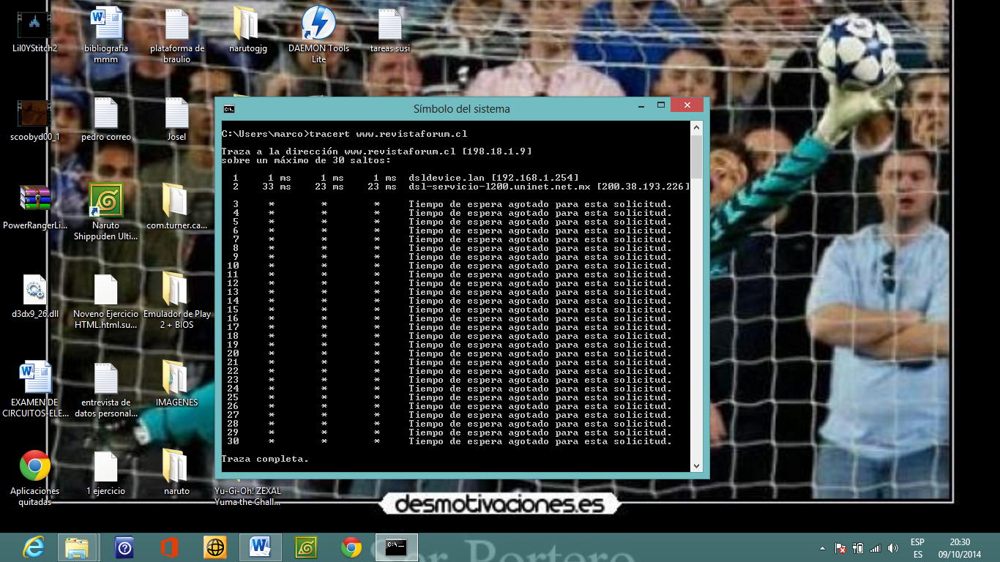 Lil0YStitch2
bibliografia
mmm
plataforma de
braulio
narutogjg
DAEMON Tools
Lite
tareas susi
scoobyd00_1
pedro correo
Josel
PowerRangerLi...
Naruto
Shippuden Ulti...
com.turner.ca...
d3dx9_26.dll
Noveno Ejercicio
HTML.html.su...
Emulador de Play
2 + BIOS
EXAMEN DE
CIRCUITOS-ELE...
entrevista de
datos personal...
IMAGENES
Aplicaciones
quitadas
1 ejercicio
naruto
Yu-Gi-Oh! ZEXAL
Yuma the Chall...
Símbolo del sistema
C:\Users\marco>tracert www.revistaforum.cl
Traza a la dirección www.revistaforum.cl [198.18.1.9]
sobre un máximo de 30 saltos:
1 1 ms 1 ms 1 ms dsldevice.lan [192.168.1.254]
2 33 ms 23 ms 23 ms dsl-servicio-l200.uninet.net.mx [200.38.193.226]
3 * * * Tiempo de espera agotado para esta solicitud.
4 * * * Tiempo de espera agotado para esta solicitud.
5 * * * Tiempo de espera agotado para esta solicitud.
6 * * * Tiempo de espera agotado para esta solicitud.
7 * * * Tiempo de espera agotado para esta solicitud.
8 * * * Tiempo de espera agotado para esta solicitud.
9 * * * Tiempo de espera agotado para esta solicitud.
10 * * * Tiempo de espera agotado para esta solicitud.
11 * * * Tiempo de espera agotado para esta solicitud.
12 * * * Tiempo de espera agotado para esta solicitud.
13 * * * Tiempo de espera agotado para esta solicitud.
14 * * * Tiempo de espera agotado para esta solicitud.
15 * * * Tiempo de espera agotado para esta solicitud.
16 * * * Tiempo de espera agotado para esta solicitud.
17 * * * Tiempo de espera agotado para esta solicitud.
18 * * * Tiempo de espera agotado para esta solicitud.
19 * * * Tiempo de espera agotado para esta solicitud.
20 * * * Tiempo de espera agotado para esta solicitud.
21 * * * Tiempo de espera agotado para esta solicitud.
22 * * * Tiempo de espera agotado para esta solicitud.
23 * * * Tiempo de espera agotado para esta solicitud.
24 * * * Tiempo de espera agotado para esta solicitud.
25 * * * Tiempo de espera agotado para esta solicitud.
26 * * * Tiempo de espera agotado para esta solicitud.
27 * * * Tiempo de espera agotado para esta solicitud.
28 * * * Tiempo de espera agotado para esta solicitud.
29 * * * Tiempo de espera agotado para esta solicitud.
30 * * * Tiempo de espera agotado para esta solicitud.
Traza completa.
desmotivaciones.es
Ser Portero
ESP
ES
20:30
09/10/2014